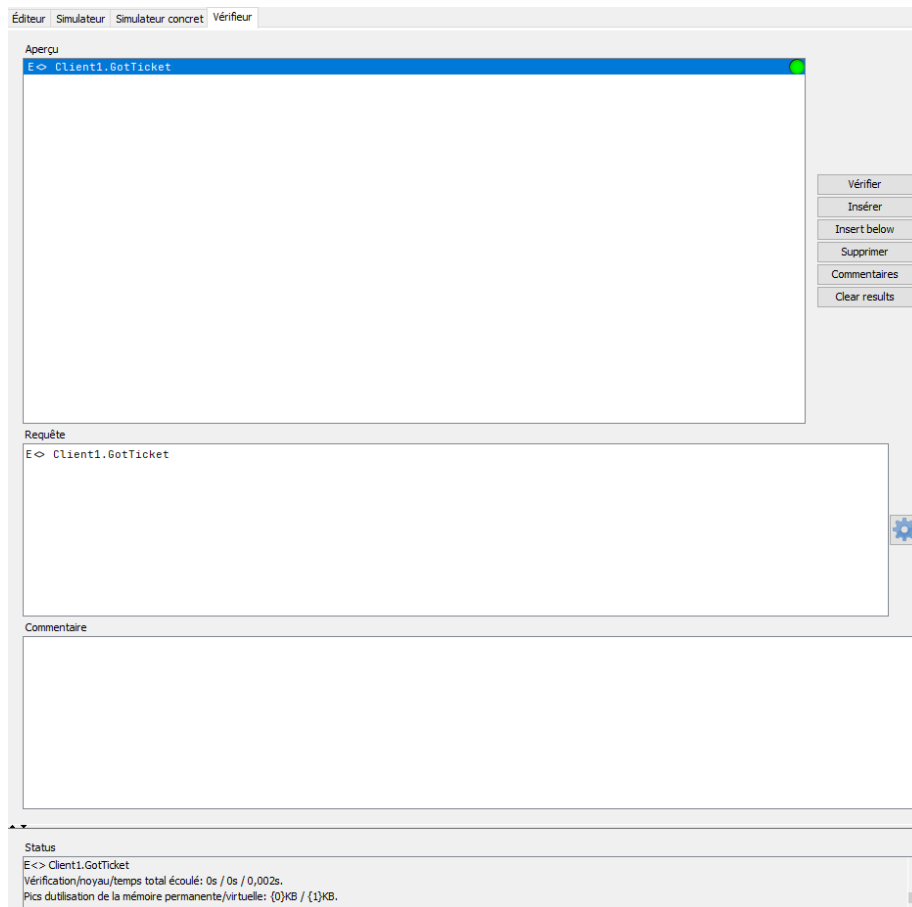 Éditeur Simulateur Simulateur concret Vérifieur
Aperçu
E<> Client1.GotTicket
Vérifier
Insérer
Insert below
Supprimer
Commentaires
Clear results
Requête
E<> Client1.GotTicket
Commentaire
Status
E<> Client1.GotTicket
Vérification/noyau/temps total écoulé: 0s / 0s / 0,002s.
Pics dutilisation de la mémoire permanente/virtuelle: {0}KB / {1}KB.